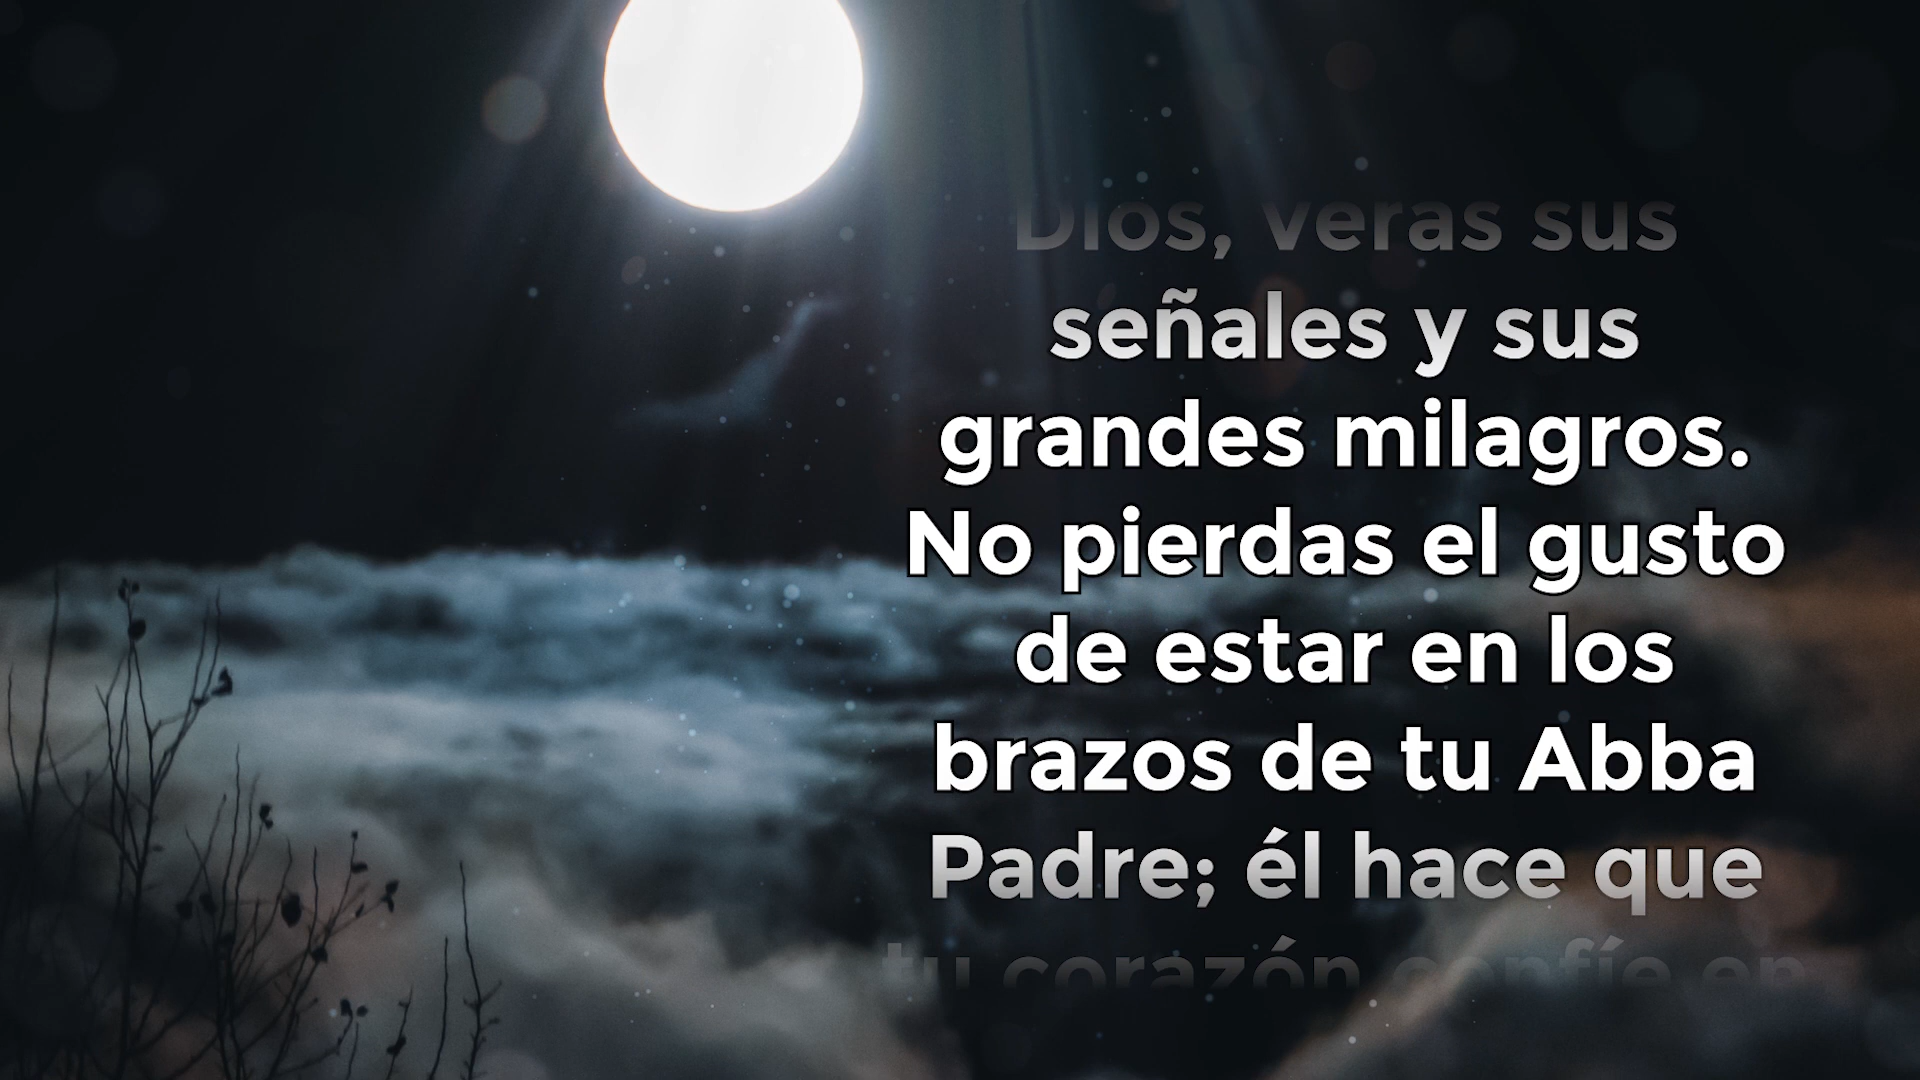 Dios, verás sus
señales y sus
grandes milagros.
No pierdas el gusto
de estar en los
brazos de tu Abba
Padre; él hace que
tu corazón confíe en